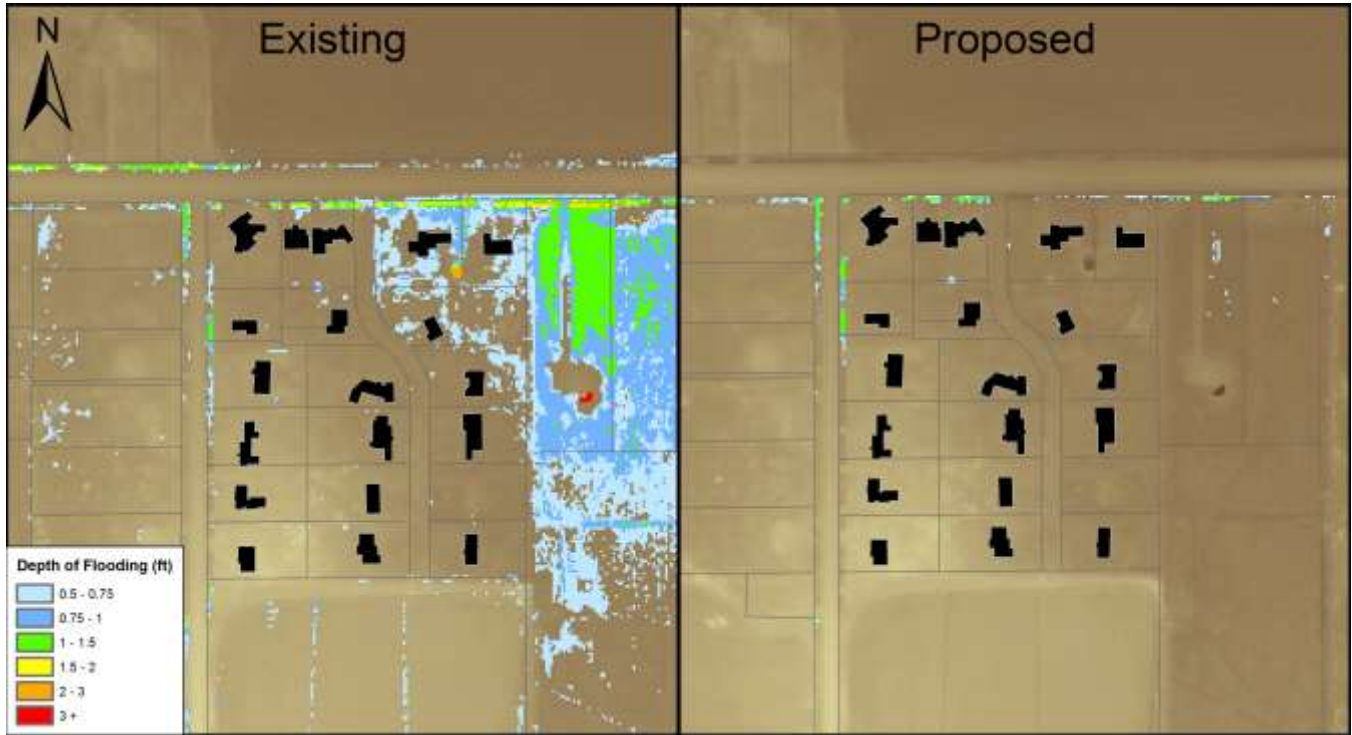 Existing
Proposed
N
Depth of Flooding (ft)
0.5 - 0.75
0.75 - 1
1 - 1.5
1.5 - 2
2 - 3
3 +